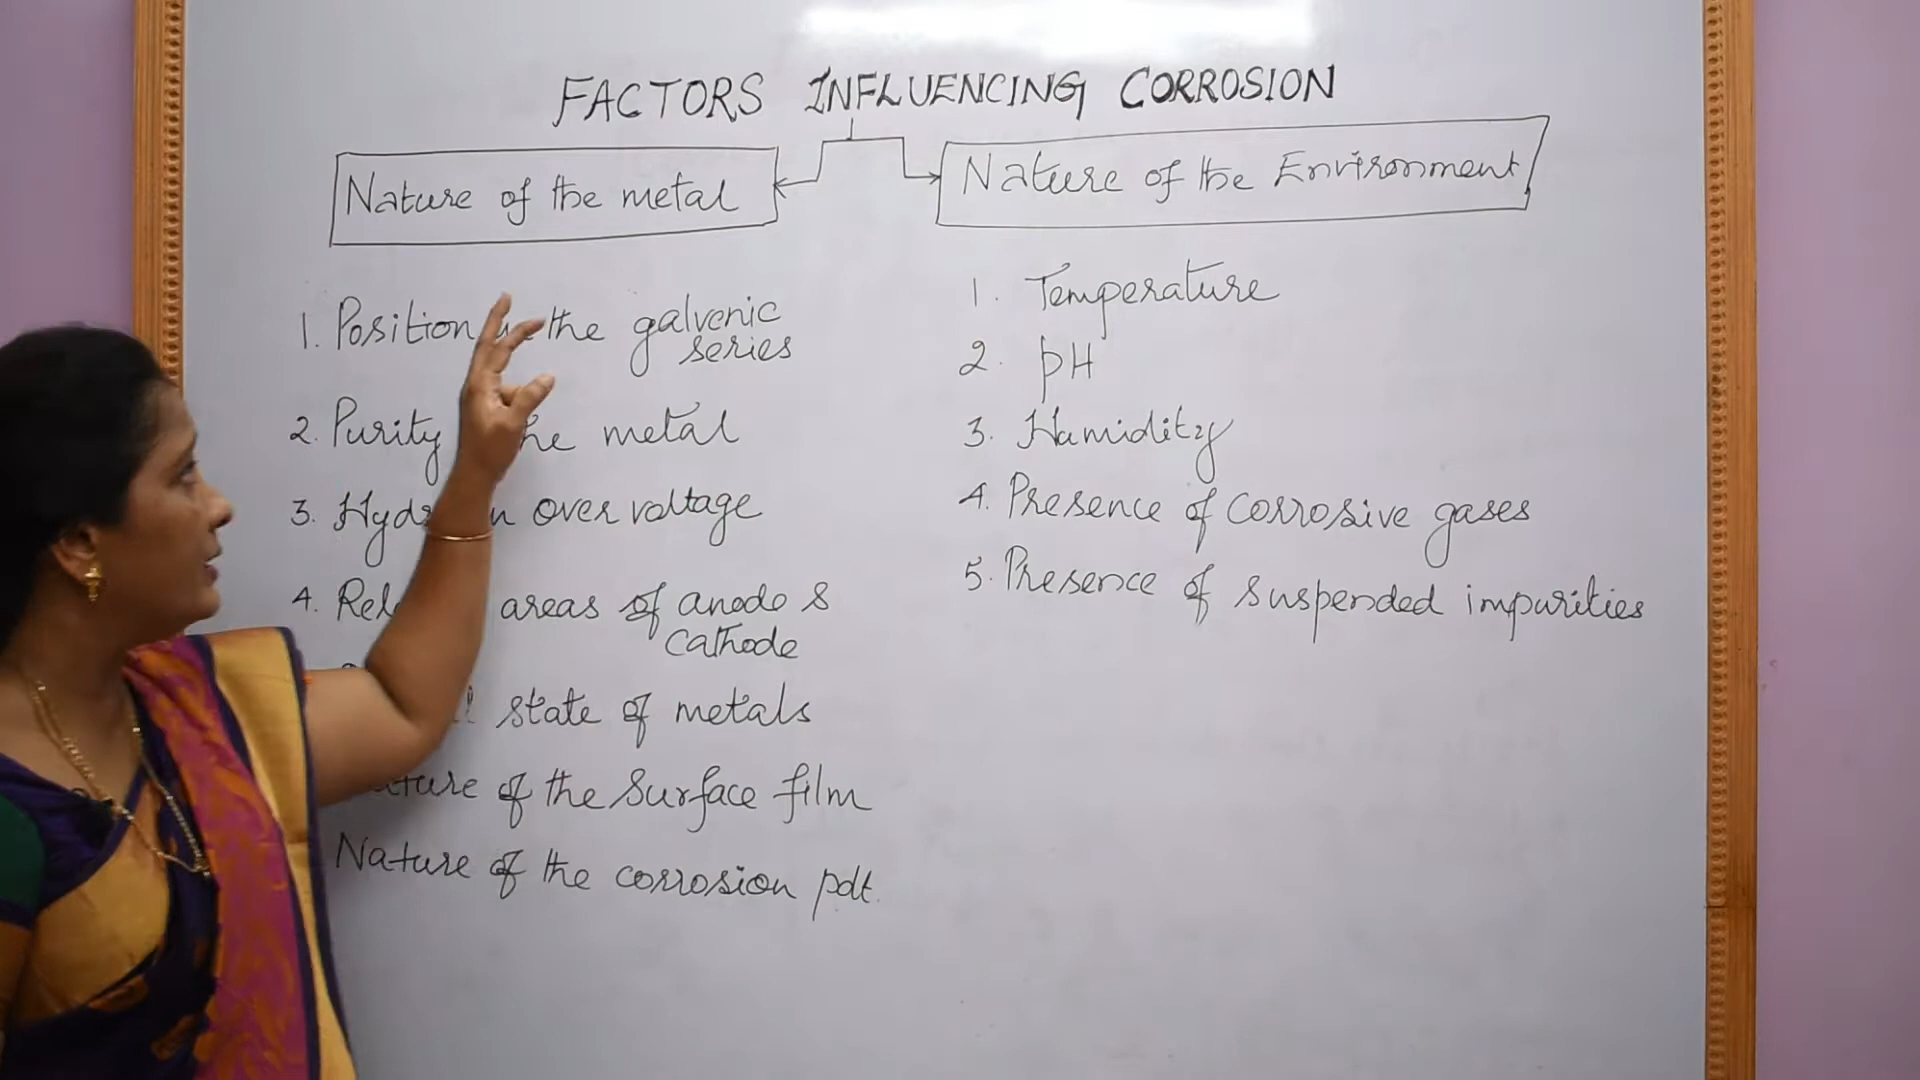 FACTORS INFLUENCING CORROSION
Nature of the metal
1. Position the galvenic
series
2. Purity metal
3. over voltage
4. areas of anode &
cathode
state of metals
of the surface film
Nature of the corrosion pdt.
Nature of the Environment
1. Temperature
2. pH
3. Humidity
4. Presence of corrosive gases
5. Presence of suspended impurities